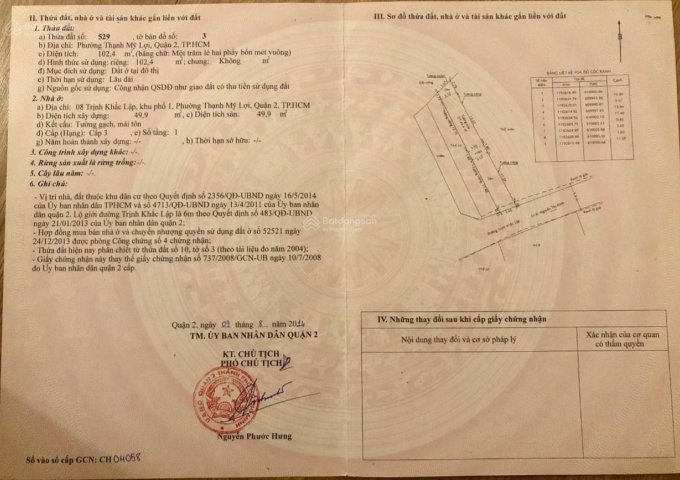 II. Thửa đất, nhà ở và tài sản khác gắn liền với đất
1. Thửa đất:
a) Thửa đất số: 529 , tờ bản đồ số: 3
b) Địa chỉ: Phường Thạnh Mỹ Lợi, Quận 2, TP.HCM
c) Diện tích: 102,4 m², (bằng chữ: Một trăm lẻ hai phẩy bốn mét vuông)
d) Hình thức sử dụng: riêng: 102,4 m²; chung: Không m²
đ) Mục đích sử dụng: Đất ở tại đô thị
e) Thời hạn sử dụng: Lâu dài
g) Nguồn gốc sử dụng: Công nhận QSDĐ như giao đất có thu tiền sử dụng đất
2. Nhà ở:
a) Địa chỉ: 08 Trịnh Khắc Lập, khu phố 1, Phường Thạnh Mỹ Lợi, Quận 2, TP.HCM
b) Diện tích xây dựng: 49,9 m² c) Diện tích sàn: 49,9 m²
d) Kết cấu: Tường gạch, mái tôn
đ) Cấp (Hạng): Cấp 3 e) Số tầng: 1
g) Năm hoàn thành xây dựng: -/- h) Thời hạn sở hữu: -/-
3. Công trình xây dựng khác: -/-
4. Rừng sản xuất là rừng trồng: -/-
5. Cây lâu năm: -/-
6. Ghi chú:
- Vị trí nhà, đất thuộc khu dân cư theo Quyết định số 2356/QĐ-UBND ngày 16/5/2014
của Ủy ban nhân dân TPHCM và số 4713/QĐ-UBND ngày 13/4/2011 của Ủy ban nhân
dân quận 2. Lộ giới đường Trịnh Khắc Lập là 6m theo Quyết định số 483/QĐ-UBND
ngày 21/01/2013 của Ủy ban nhân dân quận 2;
- Hợp đồng mua bán nhà ở và chuyển nhượng quyền sử dụng đất ở số 52521
ngày 24/12/2013 được phòng Công chứng số 4 chứng nhận;
- Thửa đất hiện nay phân chiết từ thửa đất số 10, tờ số 3 (theo tài liệu đo năm 2004);
- Giấy chứng nhận này thay thế giấy chứng nhận số 737/2008/GCN-UB ngày 10/7/2008
do Ủy ban nhân dân quận 2 cấp.
Quận 2, ngày 01 tháng 8 năm 2014
TM. ỦY BAN NHÂN DÂN QUẬN 2
KT. CHỦ TỊCH
PHÓ CHỦ TỊCH
Nguyễn Phước Hưng
Số vào sổ cấp GCN: CH 04058
III. Sơ đồ thửa đất, nhà ở và tài sản khác gắn liền với đất
BẢNG LIỆT KÊ TỌA ĐỘ GÓC RANH
Đường Trịnh Khắc Lập
Batdongsan
IV. Những thay đổi sau khi cấp giấy chứng nhận
Nội dung thay đổi và cơ sở pháp lý
Xác nhận của cơ quan
có thẩm quyền